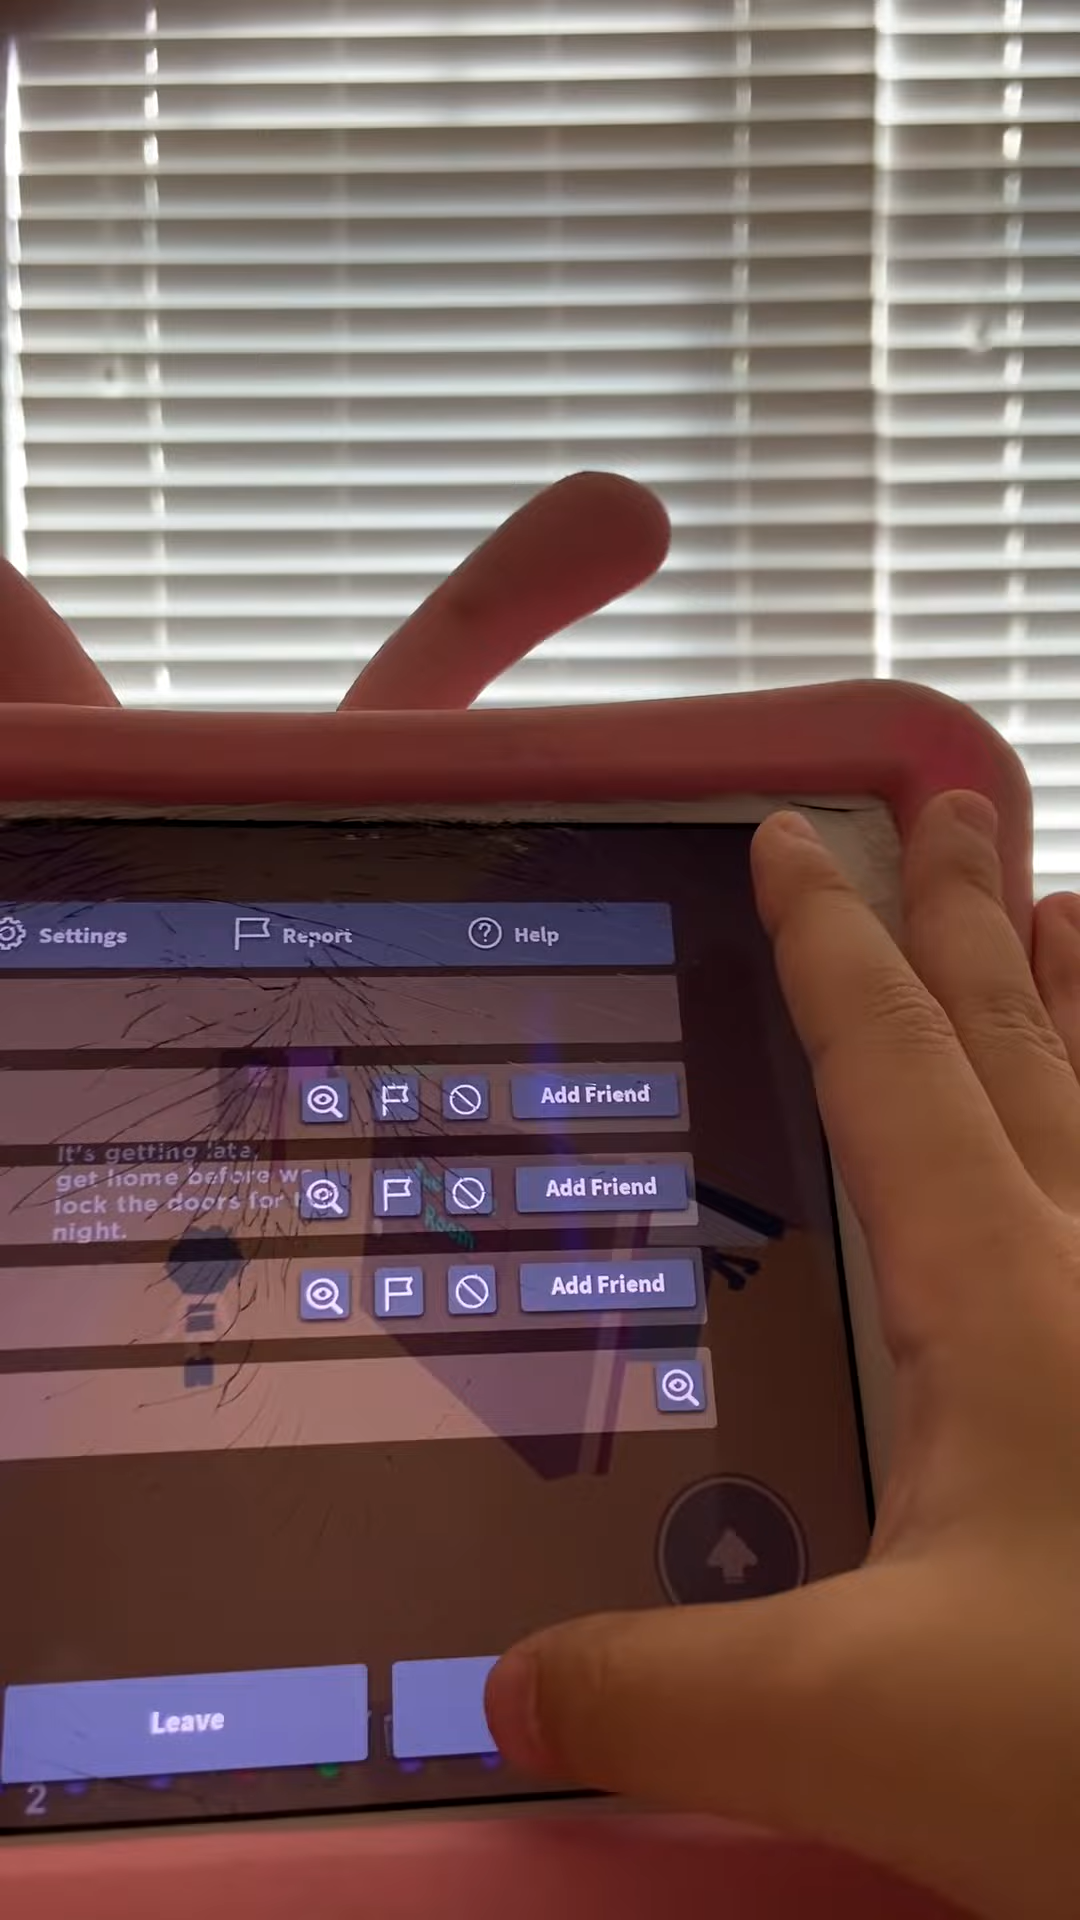 Settings
Report
Help
Add Friend
It's getting late,
get home before we
lock the doors for
night.
Add Friend
Room
Add Friend
Leave
2